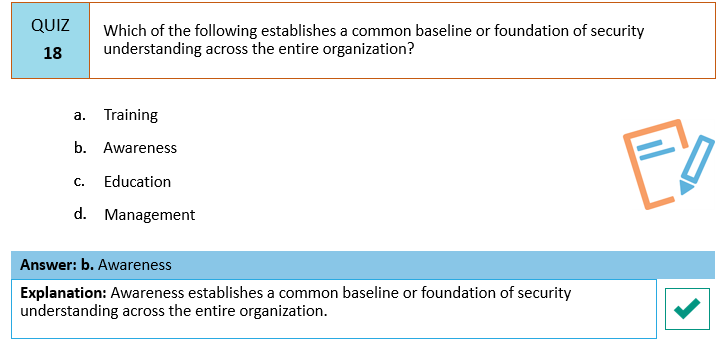 QUIZ
18
Which of the following establishes a common baseline or foundation of security
understanding across the entire organization?
a. Training
b. Awareness
c. Education
d. Management
Answer: b. Awareness
Explanation: Awareness establishes a common baseline or foundation of security
understanding across the entire organization.